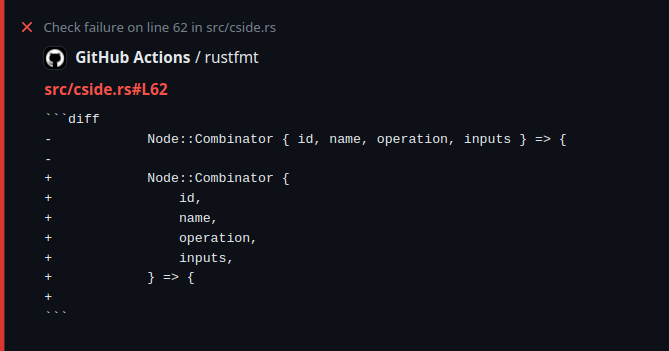 Check failure on line 62 in src/cside.rs
GitHub Actions / rustfmt
src/cside.rs#L62
```diff
-            Node::Combinator { id, name, operation, inputs } => {
-
+            Node::Combinator {
+                id,
+                name,
+                operation,
+                inputs,
+            } => {
+
```